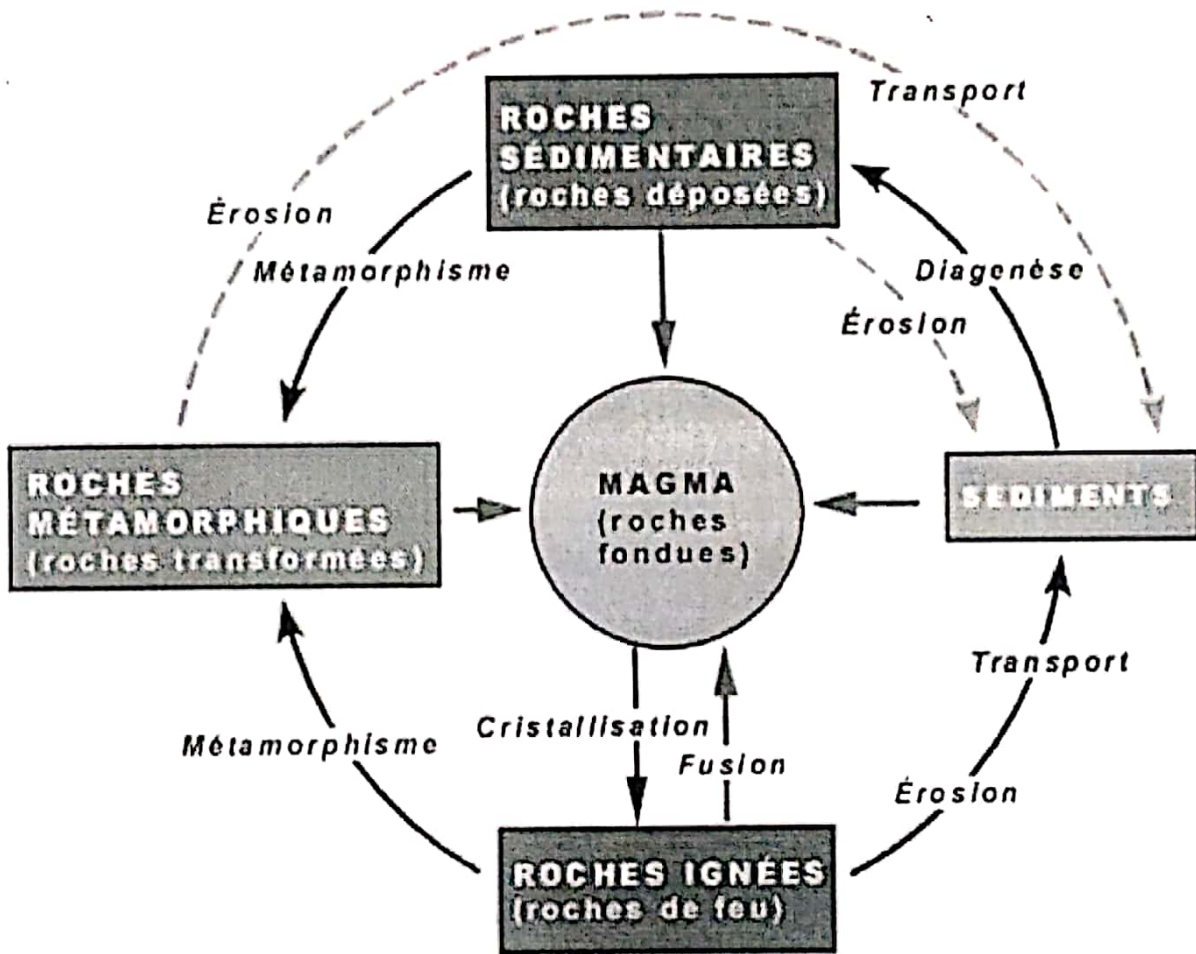 Transport
ROCHES
SÉDIMENTAIRES
(roches déposées)
Érosion
Métamorphisme
Diagenèse
Érosion
ROCHES
MÉTAMORPHIQUES
(roches transformées)
MAGMA
(roches
fondues)
SÉDIMENTS
Transport
Cristallisation
Métamorphisme
Fusion
Érosion
ROCHES IGNÉES
(roches de feu)